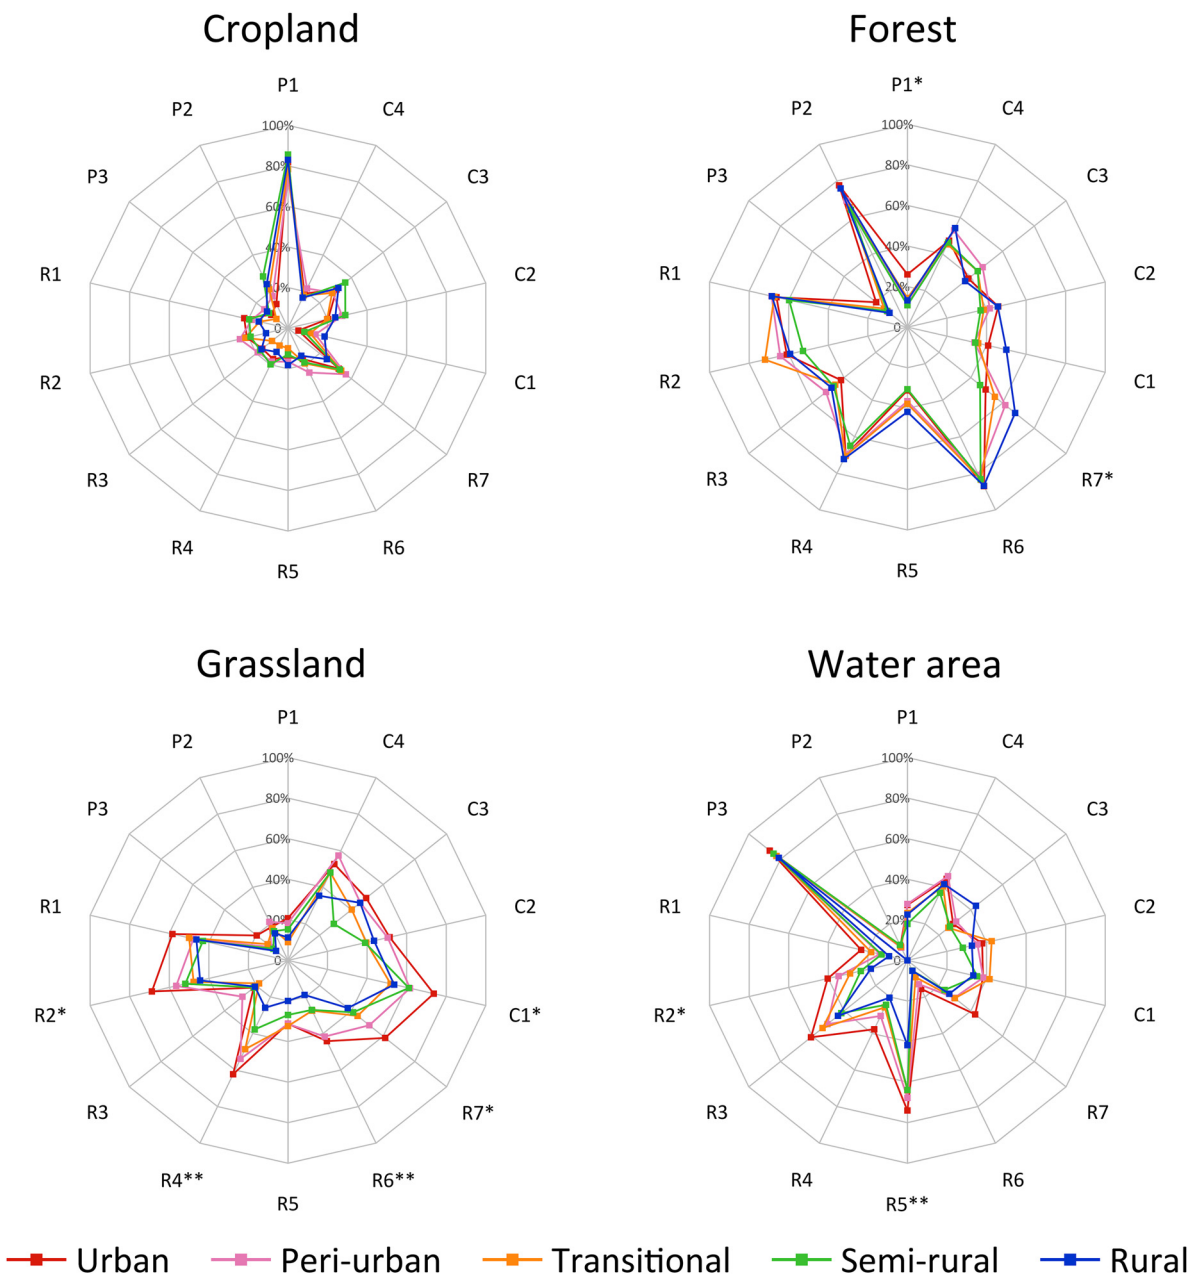 Cropland
Forest
P1
P2
C4
P3
C3
R1
C2
R2
C1
R3
R7
R4
R6
R5
100%
80%
60%
40%
0
P1*
P2
C4
P3
C3
R1
C2
R2
C1
R3
R7*
R4
R6
R5
100%
80%
60%
40%
20%
0
Grassland
Water area
P1
P2
C4
P3
C3
R1
C2
R2*
C1*
R3
R7*
R4**
R6**
R5
100%
80%
60%
40%
20%
0
P1
P2
C4
P3
C3
R1
C2
R2*
C1
R3
R7
R4
R6
R5**
100%
80%
60%
40%
20%
0
Urban Peri-urban Transitional Semi-rural Rural